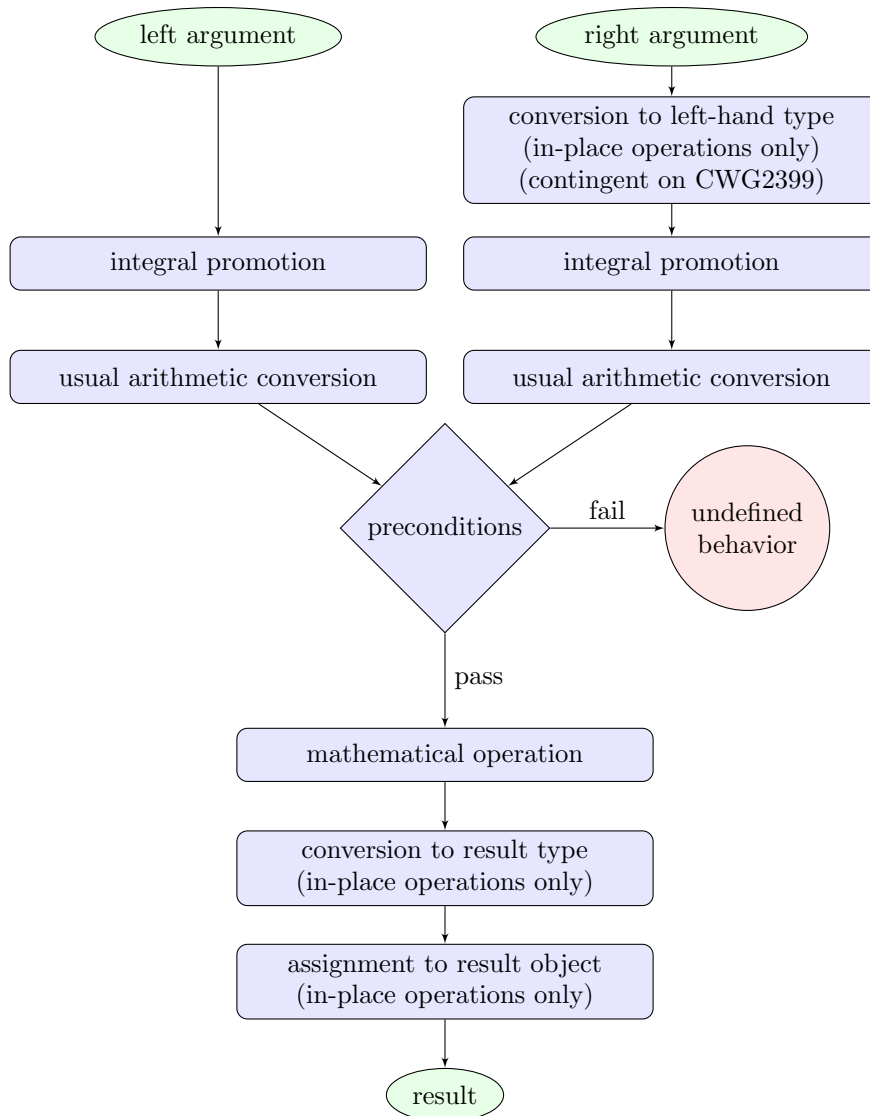 left argument
right argument
conversion to left-hand type
(in-place operations only)
(contingent on CWG2399)
integral promotion
integral promotion
usual arithmetic conversion
usual arithmetic conversion
preconditions
fail
undefined
behavior
pass
mathematical operation
conversion to result type
(in-place operations only)
assignment to result object
(in-place operations only)
result